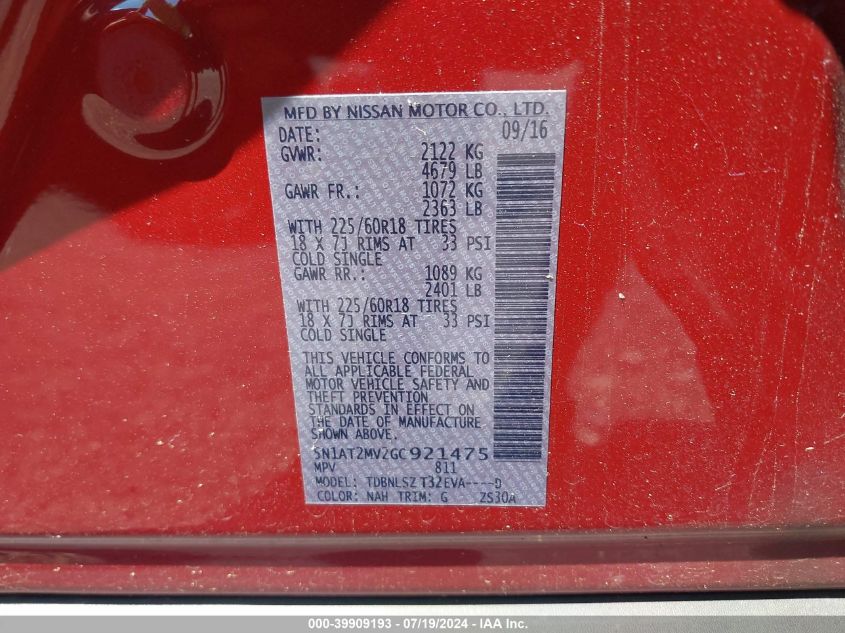 MFD BY NISSAN MOTOR CO., LTD.
DATE: 09/16
GVWR: 2122 KG
4679 LB
GAWR FR.: 1072 KG
2363 LB
WITH 225/60R18 TIRES
18 X 7J RIMS AT 33 PSI
COLD SINGLE
GAWR RR.: 1089 KG
2401 LB
WITH 225/60R18 TIRES
18 X 7J RIMS AT 33 PSI
COLD SINGLE
THIS VEHICLE CONFORMS TO
ALL APPLICABLE FEDERAL
MOTOR VEHICLE SAFETY AND
THEFT PREVENTION
STANDARDS IN EFFECT ON
THE DATE OF MANUFACTURE
SHOWN ABOVE.
5N1AT2MV2GC921475
MPV 811
MODEL: TDBNLSZ T32EVA----D
COLOR: NAH TRIM: G ZS30A
000-39909193 - 07/19/2024 - IAA Inc.